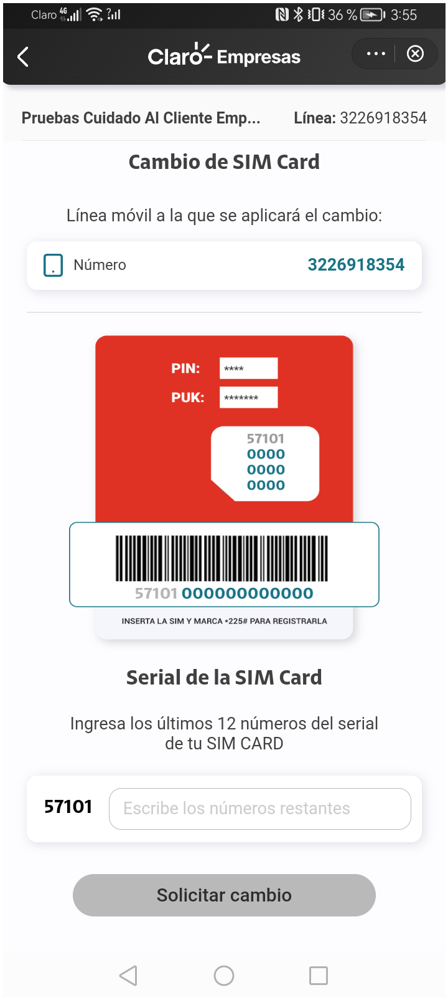 Claro 4G ? 36 % 3:55
Claro- Empresas
Pruebas Cuidado Al Cliente Emp... Línea: 3226918354
Cambio de SIM Card
Línea móvil a la que se aplicará el cambio:
Número 3226918354
PIN: ****
PUK: *******
57101
0000
0000
0000
57101 000000000000
INSERTA LA SIM Y MARCA *225# PARA REGISTRARLA
Serial de la SIM Card
Ingresa los últimos 12 números del serial
de tu SIM CARD
57101 Escribe los números restantes
Solicitar cambio